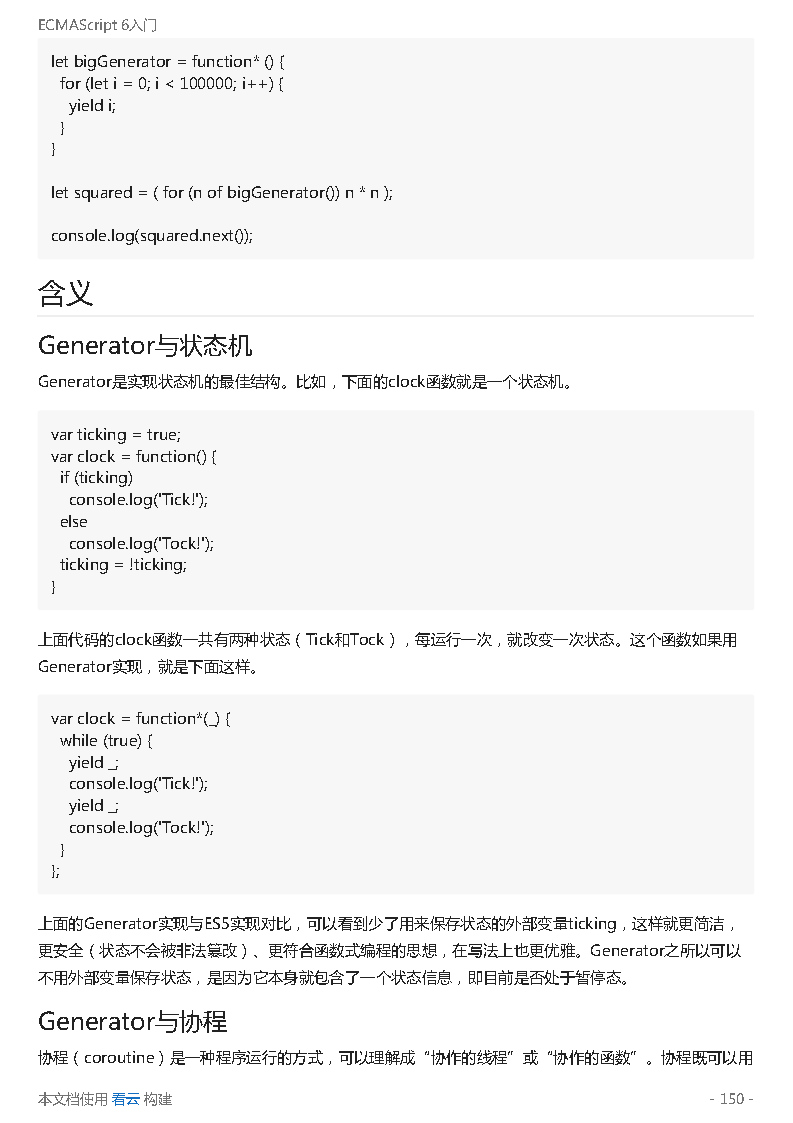 ECMAScript 6入门
let bigGenerator = function* () {
  for (let i = 0; i < 100000; i++) {
    yield i;
  }
}
let squared = ( for (n of bigGenerator()) n * n );
console.log(squared.next());
含义
Generator与状态机
Generator是实现状态机的最佳结构。比如，下面的clock函数就是一个状态机。
var ticking = true;
var clock = function() {
  if (ticking)
    console.log('Tick!');
  else
    console.log('Tock!');
  ticking = !ticking;
}
上面代码的clock函数一共有两种状态（Tick和Tock），每运行一次，就改变一次状态。这个函数如果用
Generator实现，就是下面这样。
var clock = function*(_) {
  while (true) {
    yield _;
    console.log('Tick!');
    yield _;
    console.log('Tock!');
  }
};
上面的Generator实现与ES5实现对比，可以看到少了用来保存状态的外部变量ticking，这样就更简洁，
更安全（状态不会被非法篡改）、更符合函数式编程的思想，在写法上也更优雅。Generator之所以可以
不用外部变量保存状态，是因为它本身就包含了一个状态信息，即目前是否处于暂停态。
Generator与协程
协程（coroutine）是一种程序运行的方式，可以理解成“协作的线程”或“协作的函数”。协程既可以用
本文档使用 看云 构建
- 150 -